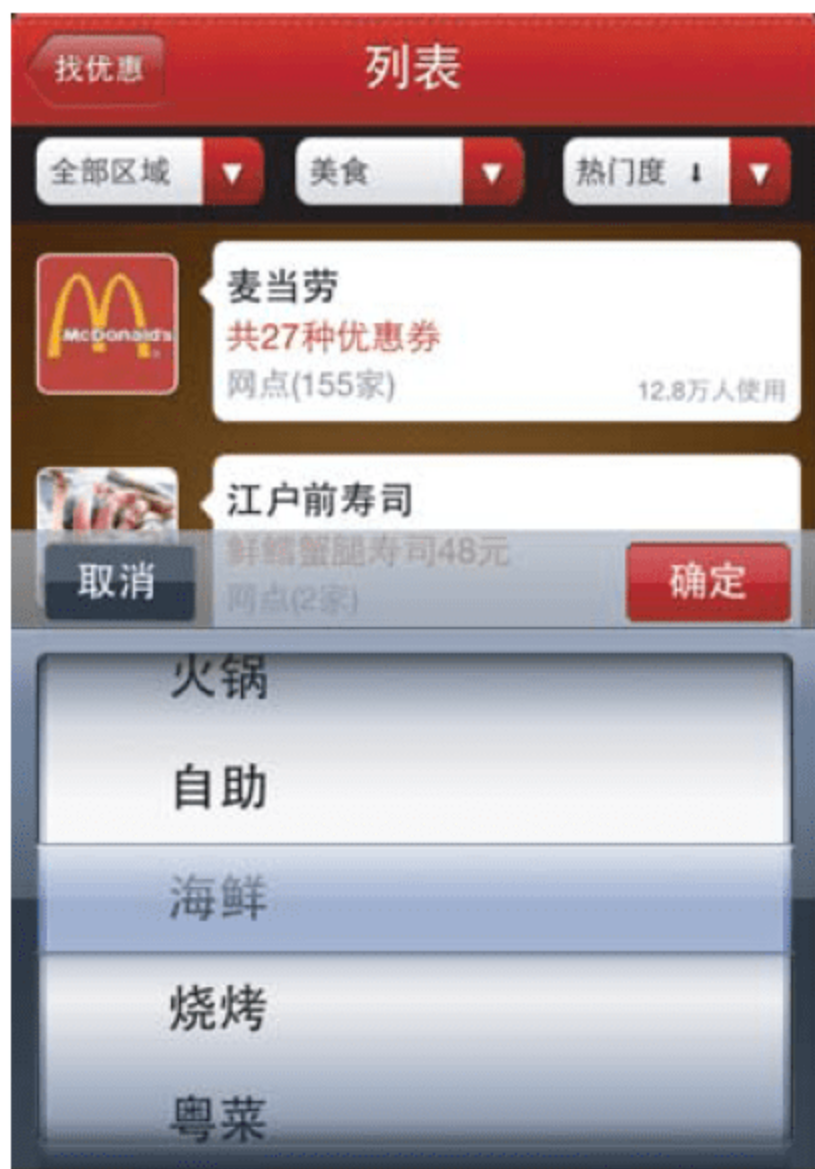 找优惠 列表
全部区域 美食 热门度 ⬇
McDonald's
麦当劳
共27种优惠券
网点(155家) 12.8万人使用
江户前寿司
鲜鳕蟹腿寿司48元
网点(2家)
取消 确定
火锅
自助
海鲜
烧烤
粤菜